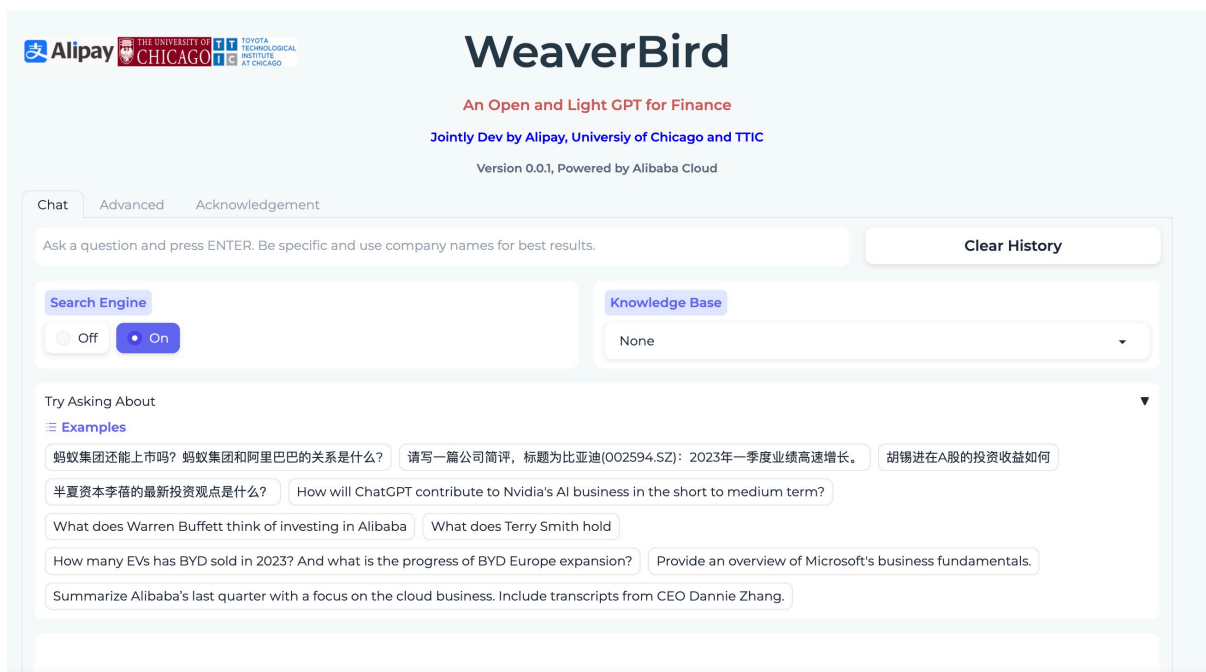 支 Alipay THE UNIVERSITY OF CHICAGO TTIC TOYOTA TECHNOLOGICAL INSTITUTE AT CHICAGO
WeaverBird
An Open and Light GPT for Finance
Jointly Dev by Alipay, Universiy of Chicago and TTIC
Version 0.0.1, Powered by Alibaba Cloud
Chat Advanced Acknowledgement
Ask a question and press ENTER. Be specific and use company names for best results. Clear History
Search Engine Knowledge Base
Off On None
Try Asking About ▼
Examples
蚂蚁集团还能上市吗？蚂蚁集团和阿里巴巴的关系是什么？ 请写一篇公司简评，标题为比亚迪(002594.SZ)：2023年一季度业绩高速增长。 胡锡进在A股的投资收益如何
半夏资本李蓓的最新投资观点是什么？ How will ChatGPT contribute to Nvidia's AI business in the short to medium term?
What does Warren Buffett think of investing in Alibaba What does Terry Smith hold
How many EVs has BYD sold in 2023? And what is the progress of BYD Europe expansion? Provide an overview of Microsoft's business fundamentals.
Summarize Alibaba’s last quarter with a focus on the cloud business. Include transcripts from CEO Dannie Zhang.